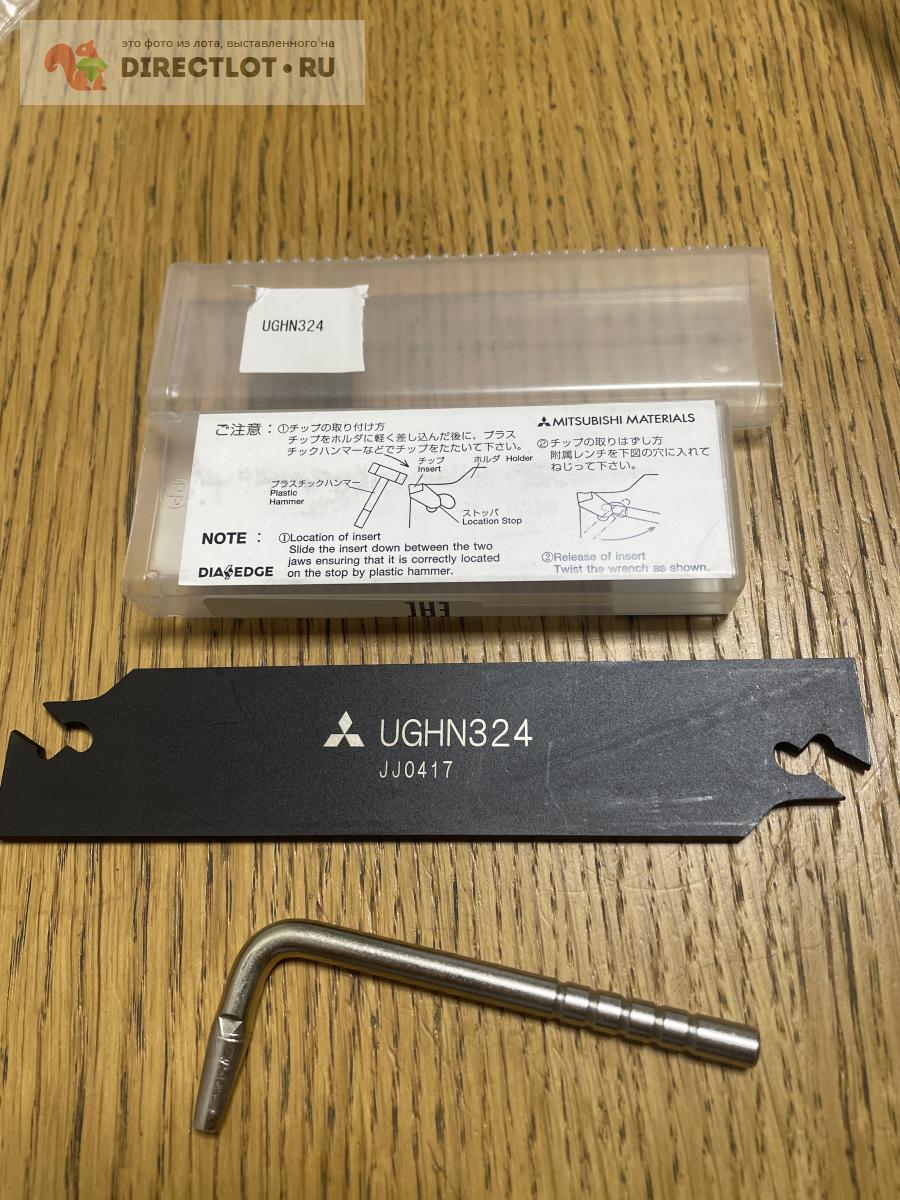 это фото из лота, выставленного на
DIRECTLOT•RU
UGHN324
ご注意：①チップの取り付け方
チップをホルダに軽く差し込んだ後に、プラス
チックハンマーなどでチップをたたいて下さい。
チップ
Insert
ホルダ Holder
プラスチックハンマー
Plastic
Hammer
ストッパ
Location Stop
MITSUBISHI MATERIALS
②チップの取りはずし方
附属レンチを下図の穴に入れて
ねじって下さい。
NOTE : ①Location of insert
Slide the insert down between the two
jaws ensuring that it is correctly located
on the stop by plastic hammer.
②Release of insert
Twist the wrench as shown.
DIAEDGE
PP
EAC
UGHN324
JJ0417